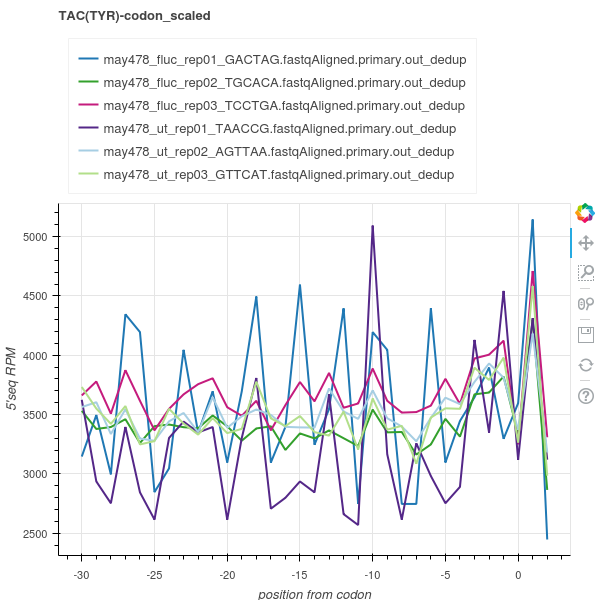 TAC(TYR)-codon_scaled
may478_fluc_rep01_GACTAG.fastqAligned.primary.out_dedup
may478_fluc_rep02_TGCACA.fastqAligned.primary.out_dedup
may478_fluc_rep03_TCCTGA.fastqAligned.primary.out_dedup
may478_ut_rep01_TAACCG.fastqAligned.primary.out_dedup
may478_ut_rep02_AGTTAA.fastqAligned.primary.out_dedup
may478_ut_rep03_GTTCAT.fastqAligned.primary.out_dedup
5'seq RPM
5000
4500
4000
3500
3000
2500
-30 -25 -20 -15 -10 -5 0
position from codon